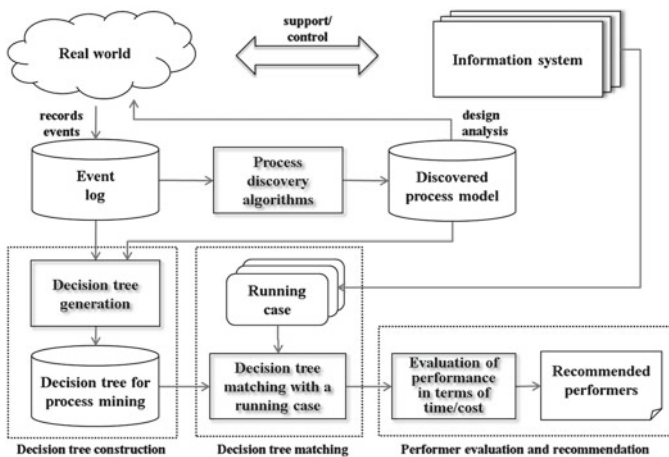 support/
control
Real world
Information system
records
events
design
analysis
Event
log
Process
discovery
algorithms
Discovered
process model
Decision tree
generation
Running
case
Decision tree for
process mining
Decision tree
matching with a
running case
Evaluation of
performance
in terms of
time/cost
Recommended
performers
Decision tree construction
Decision tree matching
Performer evaluation and recommendation